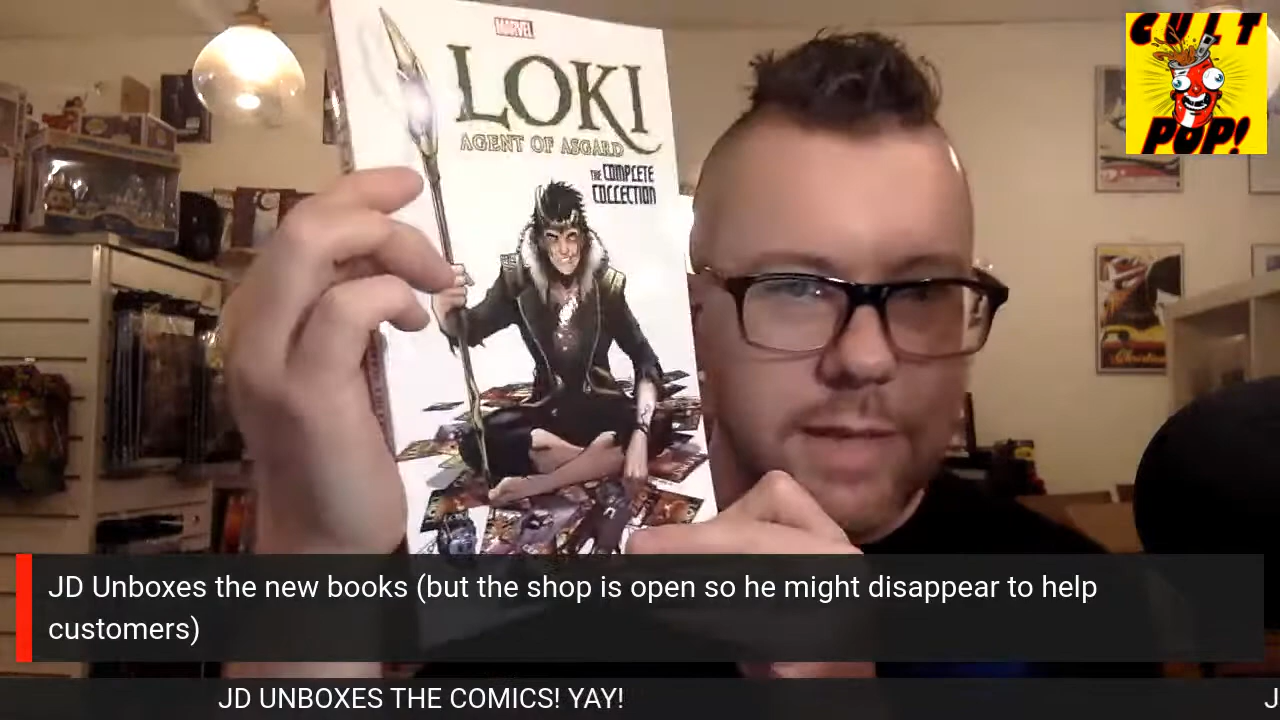 CULT
POP!
MARVEL
LOKI
AGENT OF ASGARD
THE COMPLETE
COLLECTION
JD Unboxes the new books (but the shop is open so he might disappear to help
customers)
JD UNBOXES THE COMICS! YAY!
J